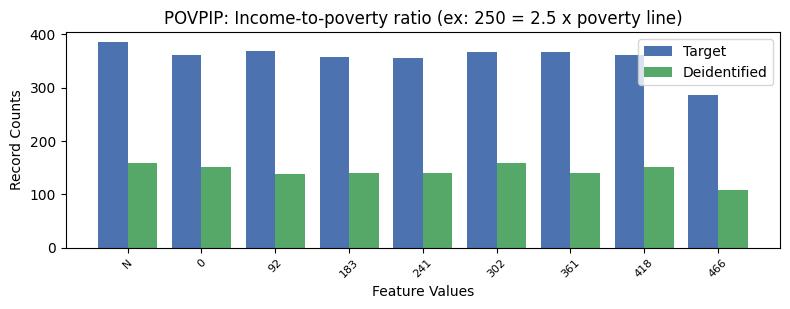 POVPIP: Income-to-poverty ratio (ex: 250 = 2.5 x poverty line)
Target
Deidentified
Record Counts
400
300
200
100
0
N 0 92 183 241 302 361 418 466
Feature Values